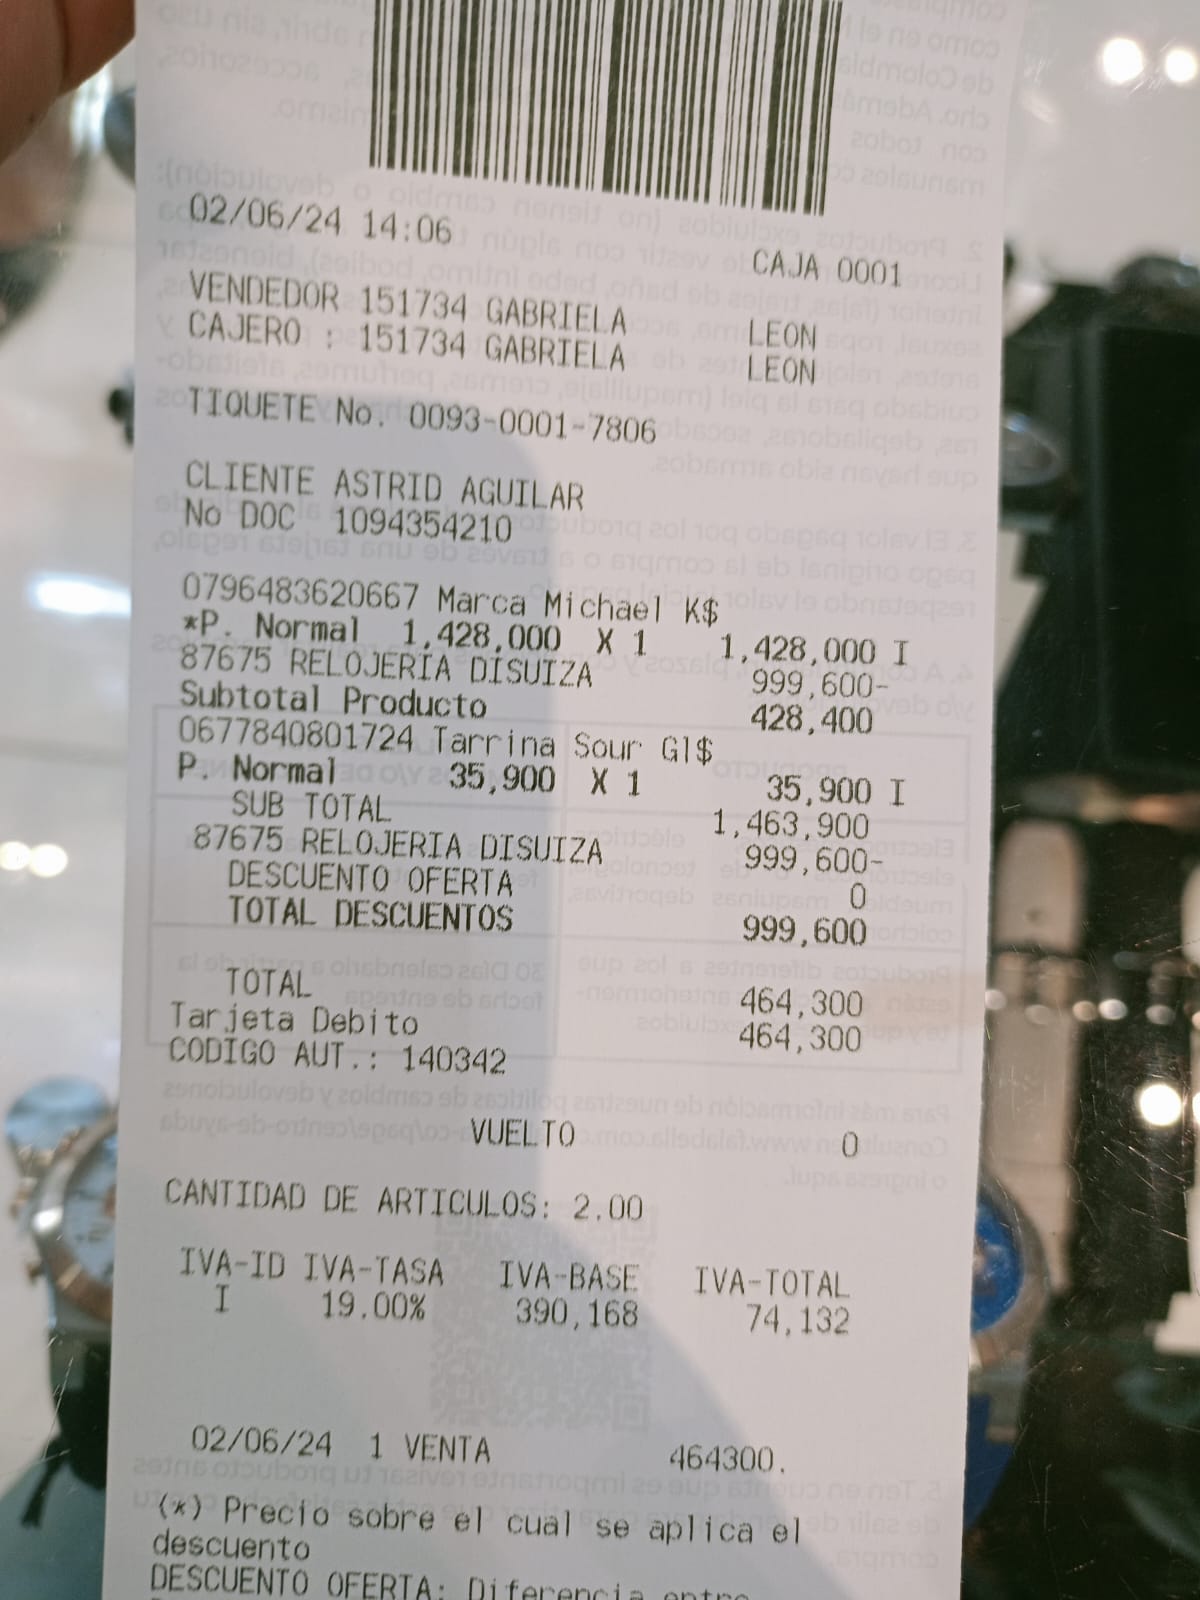 02/06/24 14:06
CAJA 0001
VENDEDOR 151734 GABRIELA LEON
CAJERO : 151734 GABRIELA LEON
TIQUETE No. 0093-0001-7806
CLIENTE ASTRID AGUILAR
No DOC 1094354210
0796483620667 Marca Michael K$
*P. Normal 1,428,000 X 1 1,428,000 I
87675 RELOJERIA DISUIZA 999,600-
Subtotal Producto 428,400
0677840801724 Tarrina Sour Gl$
P. Normal 35,900 X 1 35,900 I
SUB TOTAL 1,463,900
87675 RELOJERIA DISUIZA 999,600-
DESCUENTO OFERTA 0
TOTAL DESCUENTOS 999,600
TOTAL 464,300
Tarjeta Debito 464,300
CODIGO AUT.: 140342
VUELTO 0
CANTIDAD DE ARTICULOS: 2.00
IVA-ID IVA-TASA IVA-BASE IVA-TOTAL
I 19.00% 390,168 74,132
02/06/24 1 VENTA 464300.
(*) Precio sobre el cual se aplica el
descuento
DESCUENTO OFERTA: Diferencia entre